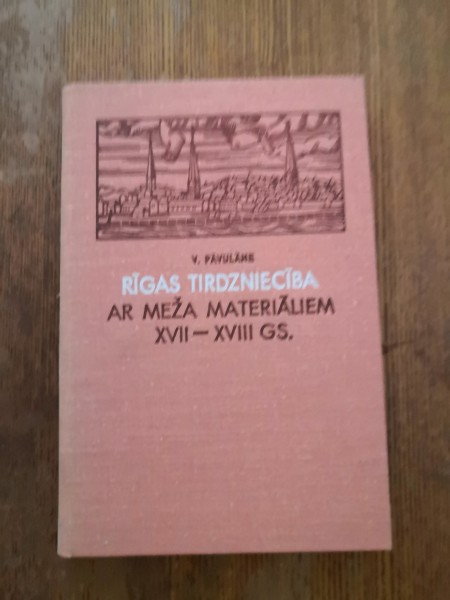 V. PĀVULĀNE
RĪGAS TIRDZNIECĪBA
AR MEŽA MATERIĀLIEM
XVII — XVIII GS.